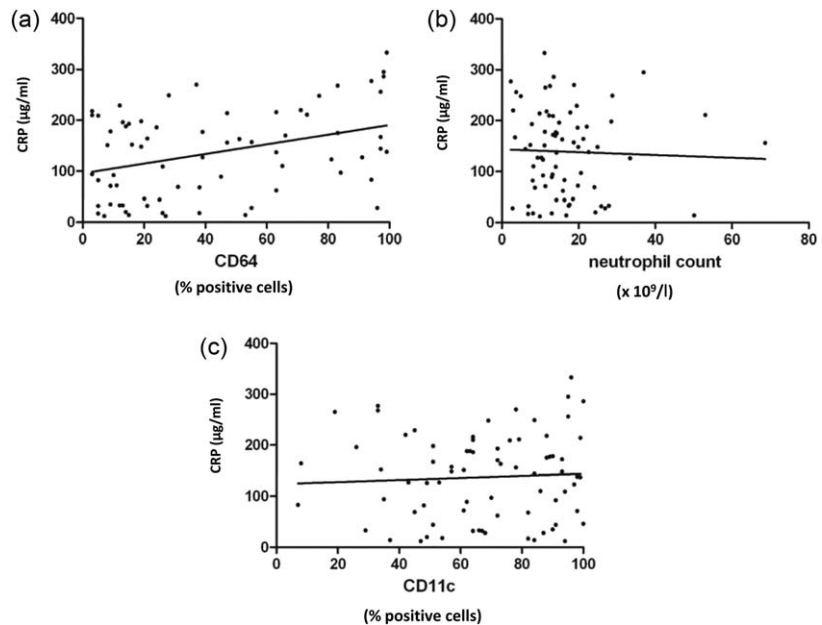 (a)
400
300
200
100
0
CRP (µg/ml)
0 20 40 60 80 100
CD64
(% positive cells)
(b)
400
300
200
100
0
CRP (µg/ml)
0 20 40 60 80
neutrophil count
(x 10⁹/l)
(c)
400
300
200
100
0
CRP (µg/ml)
0 20 40 60 80 100
CD11c
(% positive cells)